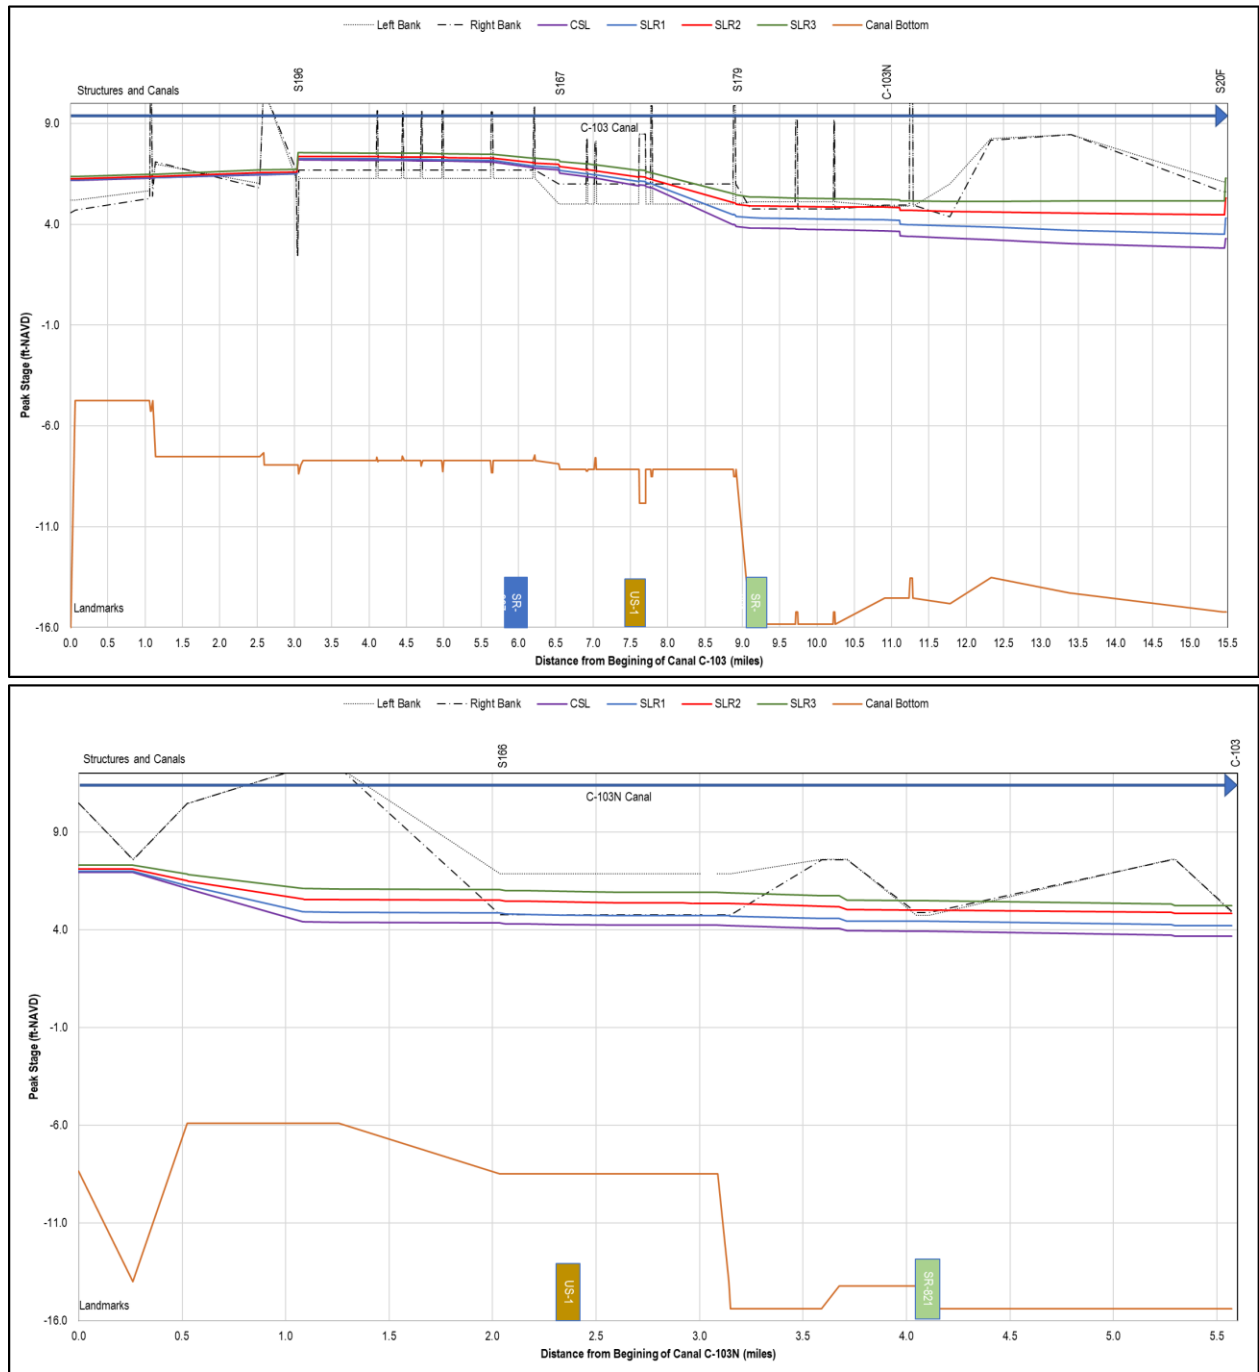 Left Bank Right Bank CSL SLR1 SLR2 SLR3 Canal Bottom
Structures and Canals S196 S167 S179 C-103N S20F
9.0
C-103 Canal
4.0
-1.0
Peak Stage (ft-NAVD)
-6.0
-11.0
SR- US-1 SR-
Landmarks
-16.0
0.0 0.5 1.0 1.5 2.0 2.5 3.0 3.5 4.0 4.5 5.0 5.5 6.0 6.5 7.0 7.5 8.0 8.5 9.0 9.5 10.0 10.5 11.0 11.5 12.0 12.5 13.0 13.5 14.0 14.5 15.0 15.5
Distance from Begining of Canal C-103 (miles)
Left Bank Right Bank CSL SLR1 SLR2 SLR3 Canal Bottom
Structures and Canals S166 C-103
C-103N Canal
9.0
4.0
-1.0
Peak Stage (ft-NAVD)
-6.0
-11.0
US-1 SR-821
Landmarks
-16.0
0.0 0.5 1.0 1.5 2.0 2.5 3.0 3.5 4.0 4.5 5.0 5.5
Distance from Begining of Canal C-103N (miles)